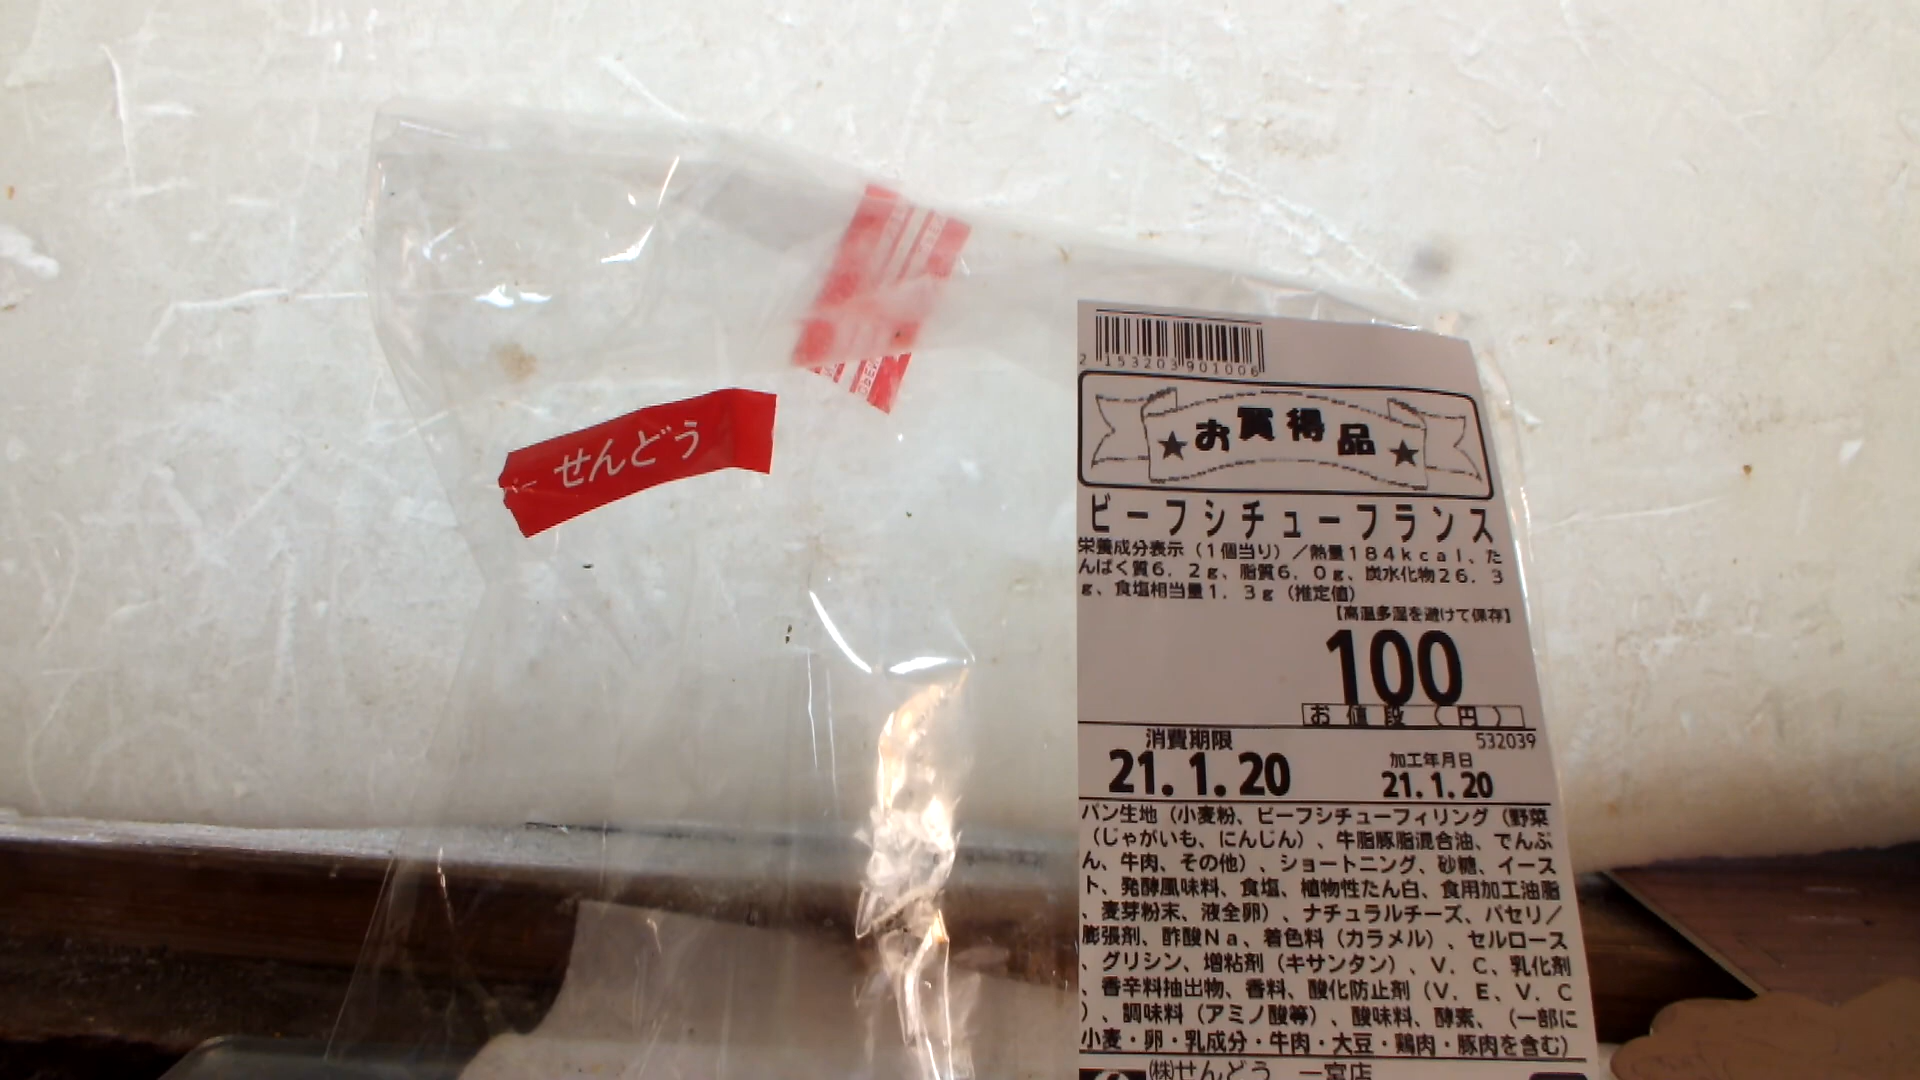 せんどう
2 153203 901006
★お買得品★
ビーフシチューフランス
栄養成分表示（1個当り）／熱量184kcal、た
んぱく質6.2g、脂質6.0g、炭水化物26.3
g、食塩相当量1.3g（推定値）
【高温多湿を避けて保存】
100
お値段（円）
532039
消費期限
加工年月日
21.1.20
21.1.20
パン生地（小麦粉、ビーフシチューフィリング（野菜
（じゃがいも、にんじん）、牛脂豚脂混合油、でんぷ
ん、牛肉、その他）、ショートニング、砂糖、イース
ト、発酵風味料、食塩、植物性たん白、食用加工油脂
、麦芽粉末、液全卵）、ナチュラルチーズ、パセリ／
膨張剤、酢酸Na、着色料（カラメル）、セルロース
、グリシン、増粘剤（キサンタン）、V．C、乳化剤
、香辛料抽出物、香料、酸化防止剤（V．E、V．C
）、調味料（アミノ酸等）、酸味料、酵素、（一部に
小麦・卵・乳成分・牛肉・大豆・鶏肉・豚肉を含む）
㈱せんどう　一宮店